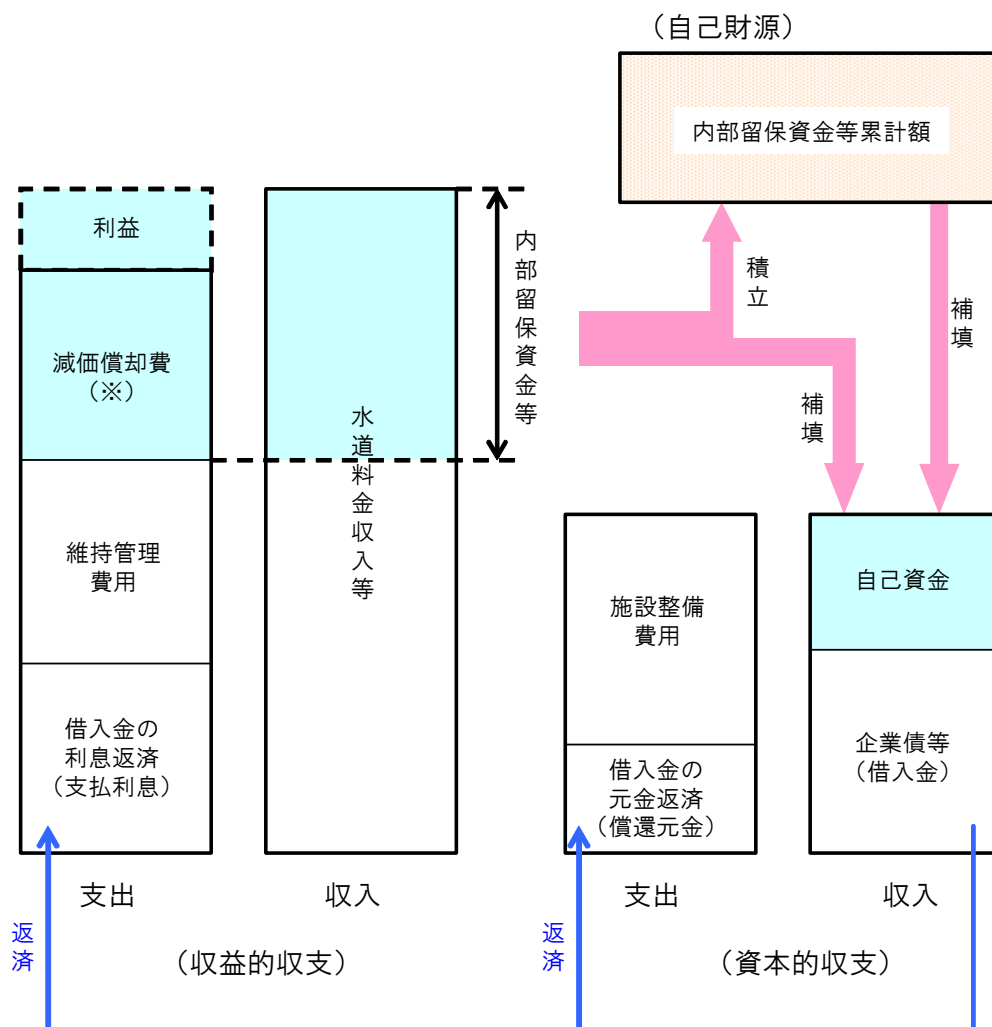 （自己財源）
内部留保資金等累計額
利益
内部留保資金等
積立
補填
減価償却費
（※）
補填
水道料金収入等
維持管理
費用
自己資金
施設整備
費用
借入金の
利息返済
（支払利息）
企業債等
（借入金）
借入金の
元金返済
（償還元金）
支出
収入
支出
収入
返済
返済
（収益的収支）
（資本的収支）